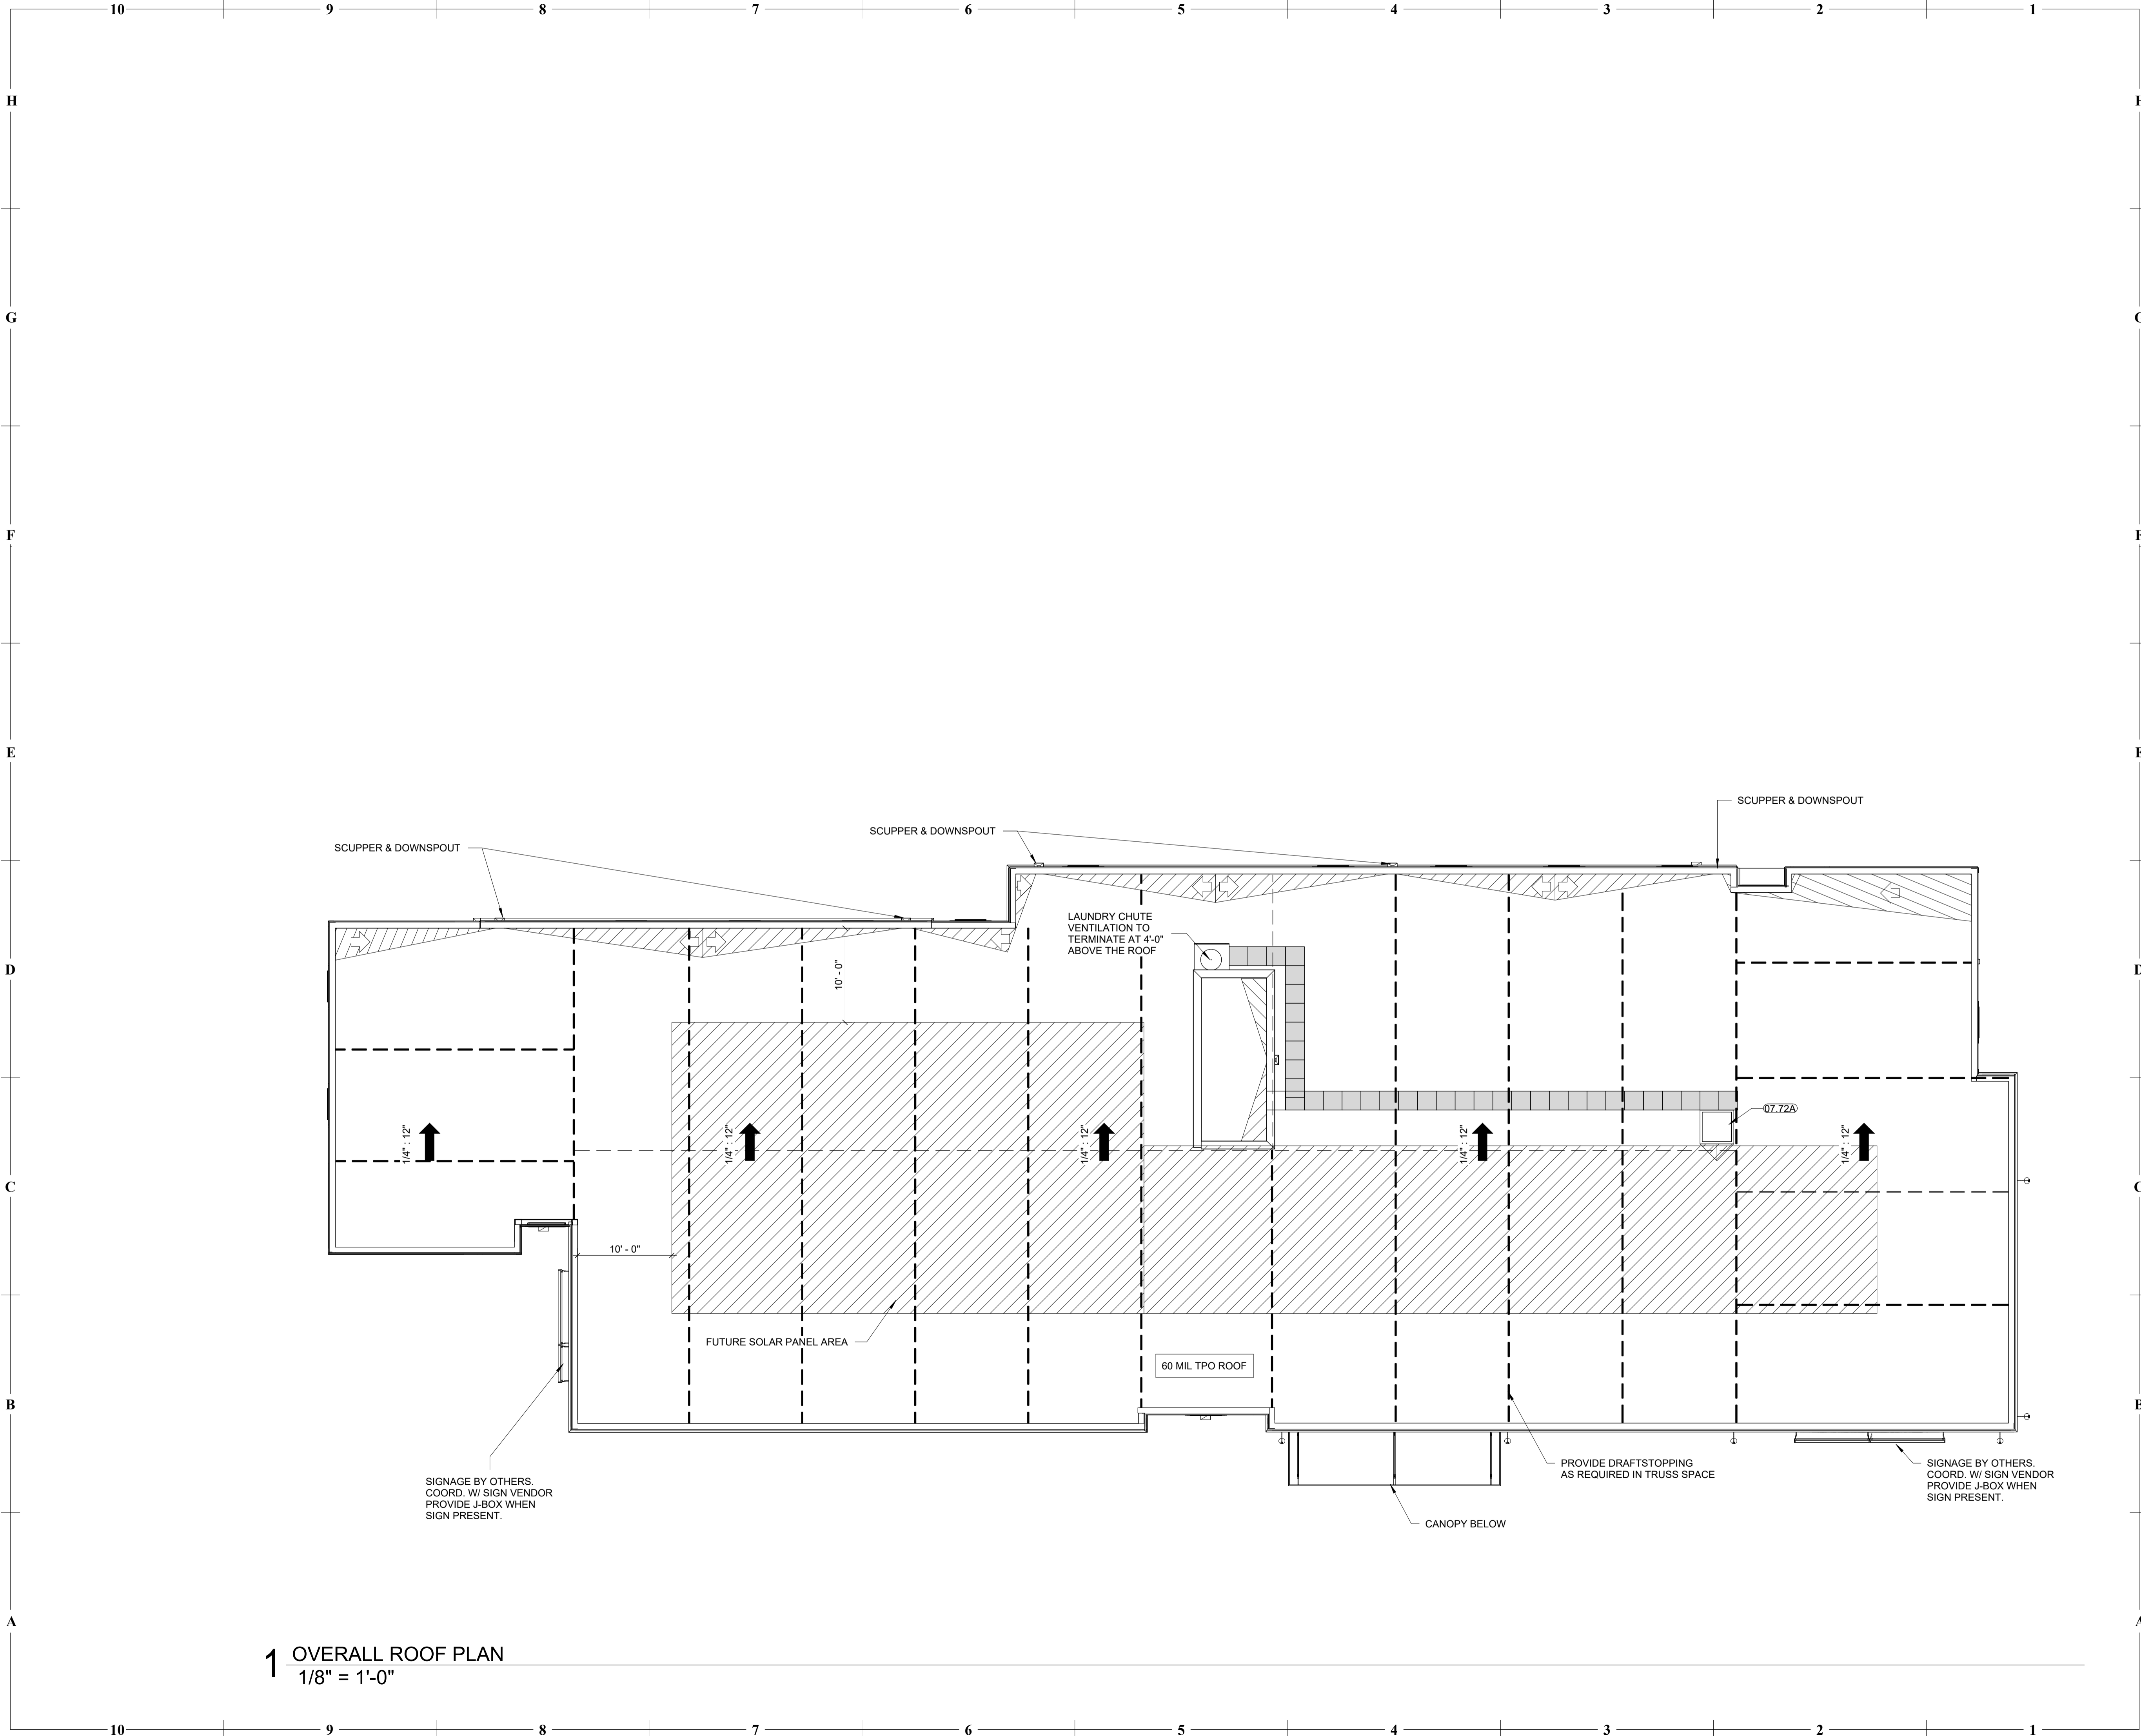 10 9 8 7 6 5 4 3 2 1
H
G
F
E
D
C
B
A
SCUPPER & DOWNSPOUT
SCUPPER & DOWNSPOUT
SCUPPER & DOWNSPOUT
LAUNDRY CHUTE
VENTILATION TO
TERMINATE AT 4'-0"
ABOVE THE ROOF
10' - 0"
07.72A
1/4" : 12"
1/4" : 12"
1/4" : 12"
1/4" : 12"
1/4" : 12"
10' - 0"
FUTURE SOLAR PANEL AREA
60 MIL TPO ROOF
SIGNAGE BY OTHERS.
COORD. W/ SIGN VENDOR
PROVIDE J-BOX WHEN
SIGN PRESENT.
PROVIDE DRAFTSTOPPING
AS REQUIRED IN TRUSS SPACE
CANOPY BELOW
SIGNAGE BY OTHERS.
COORD. W/ SIGN VENDOR
PROVIDE J-BOX WHEN
SIGN PRESENT.
1 OVERALL ROOF PLAN
1/8" = 1'-0"
10 9 8 7 6 5 4 3 2 1